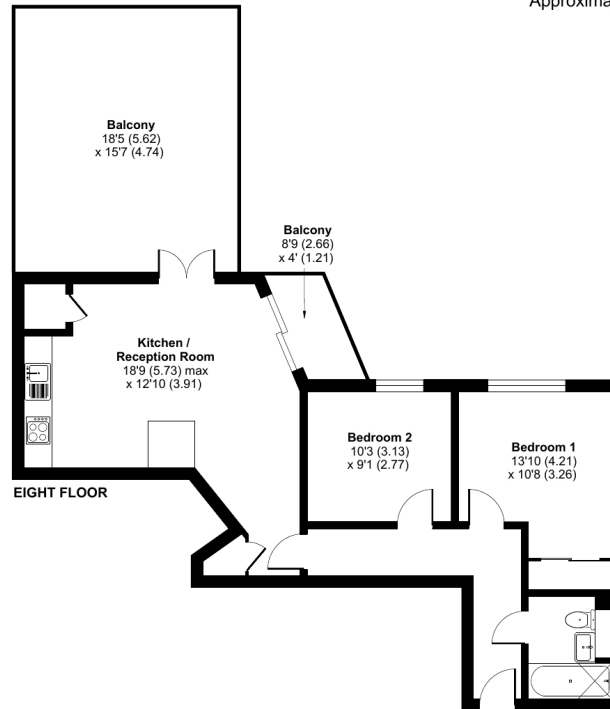 Approxima
Balcony
18'5 (5.62)
x 15'7 (4.74)
Balcony
8'9 (2.66)
x 4' (1.21)
Kitchen /
Reception Room
18'9 (5.73) max
x 12'10 (3.91)
Bedroom 2
10'3 (3.13)
x 9'1 (2.77)
Bedroom 1
13'10 (4.21)
x 10'8 (3.26)
EIGHT FLOOR